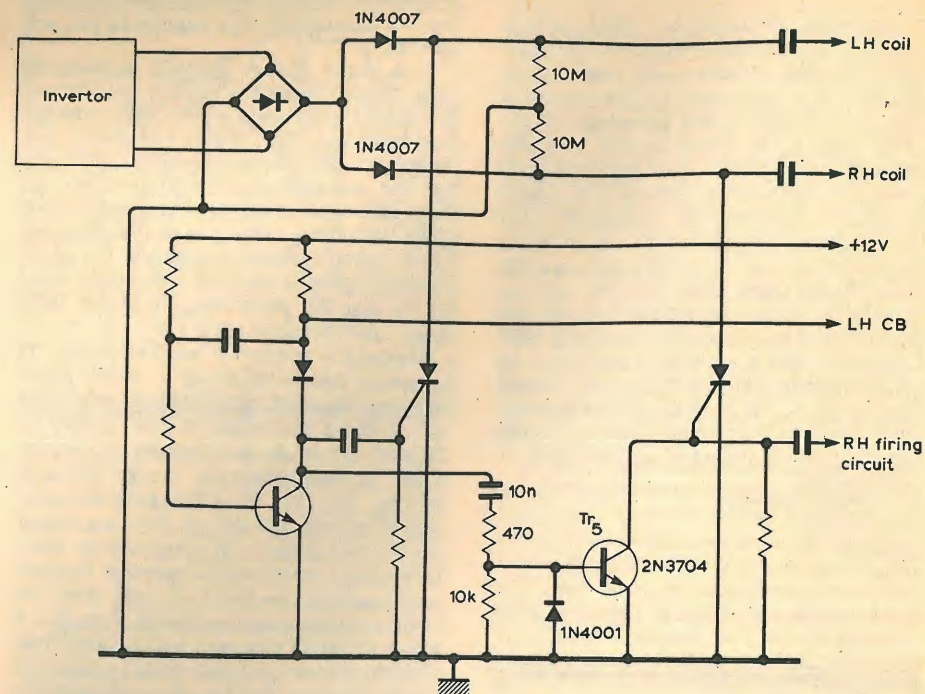 1N4007
LH coil
Invertor
10M
10M
1N4007
RH coil
+12V
LH CB
RH firing
circuit
10n
Tr5
470
2N3704
10k
1N4001